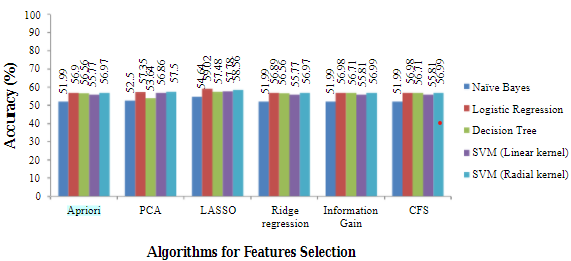 100
90
80
70
60
50
40
30
20
10
0
Accuracy (%)
51.99 56.9 56.56 55.77 56.97
52.5 57.35 53.64 56.86 57.5
54.64 59.02 57.48 57.38 58.56
51.99 56.89 56.56 55.77 56.97
51.99 56.98 56.71 55.81 56.99
51.99 56.98 56.71 55.81 56.99
Apriori PCA LASSO Ridge regression Information Gain CFS
Algorithms for Features Selection
Naïve Bayes
Logistic Regression
Decision Tree
SVM (Linear kernel)
SVM (Radial kernel)